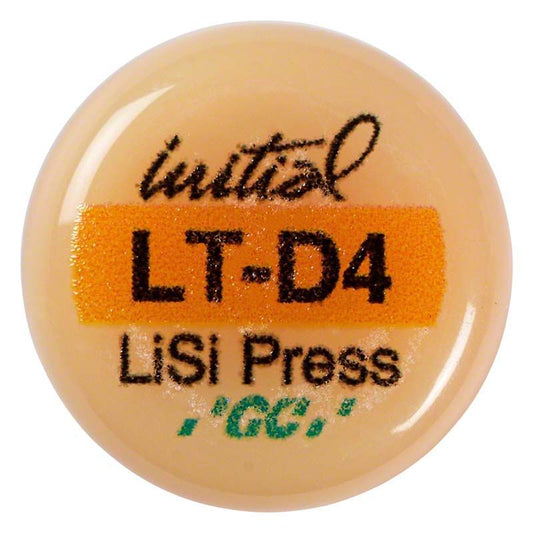 initial
LT-D4
LiSi Press
'GC'